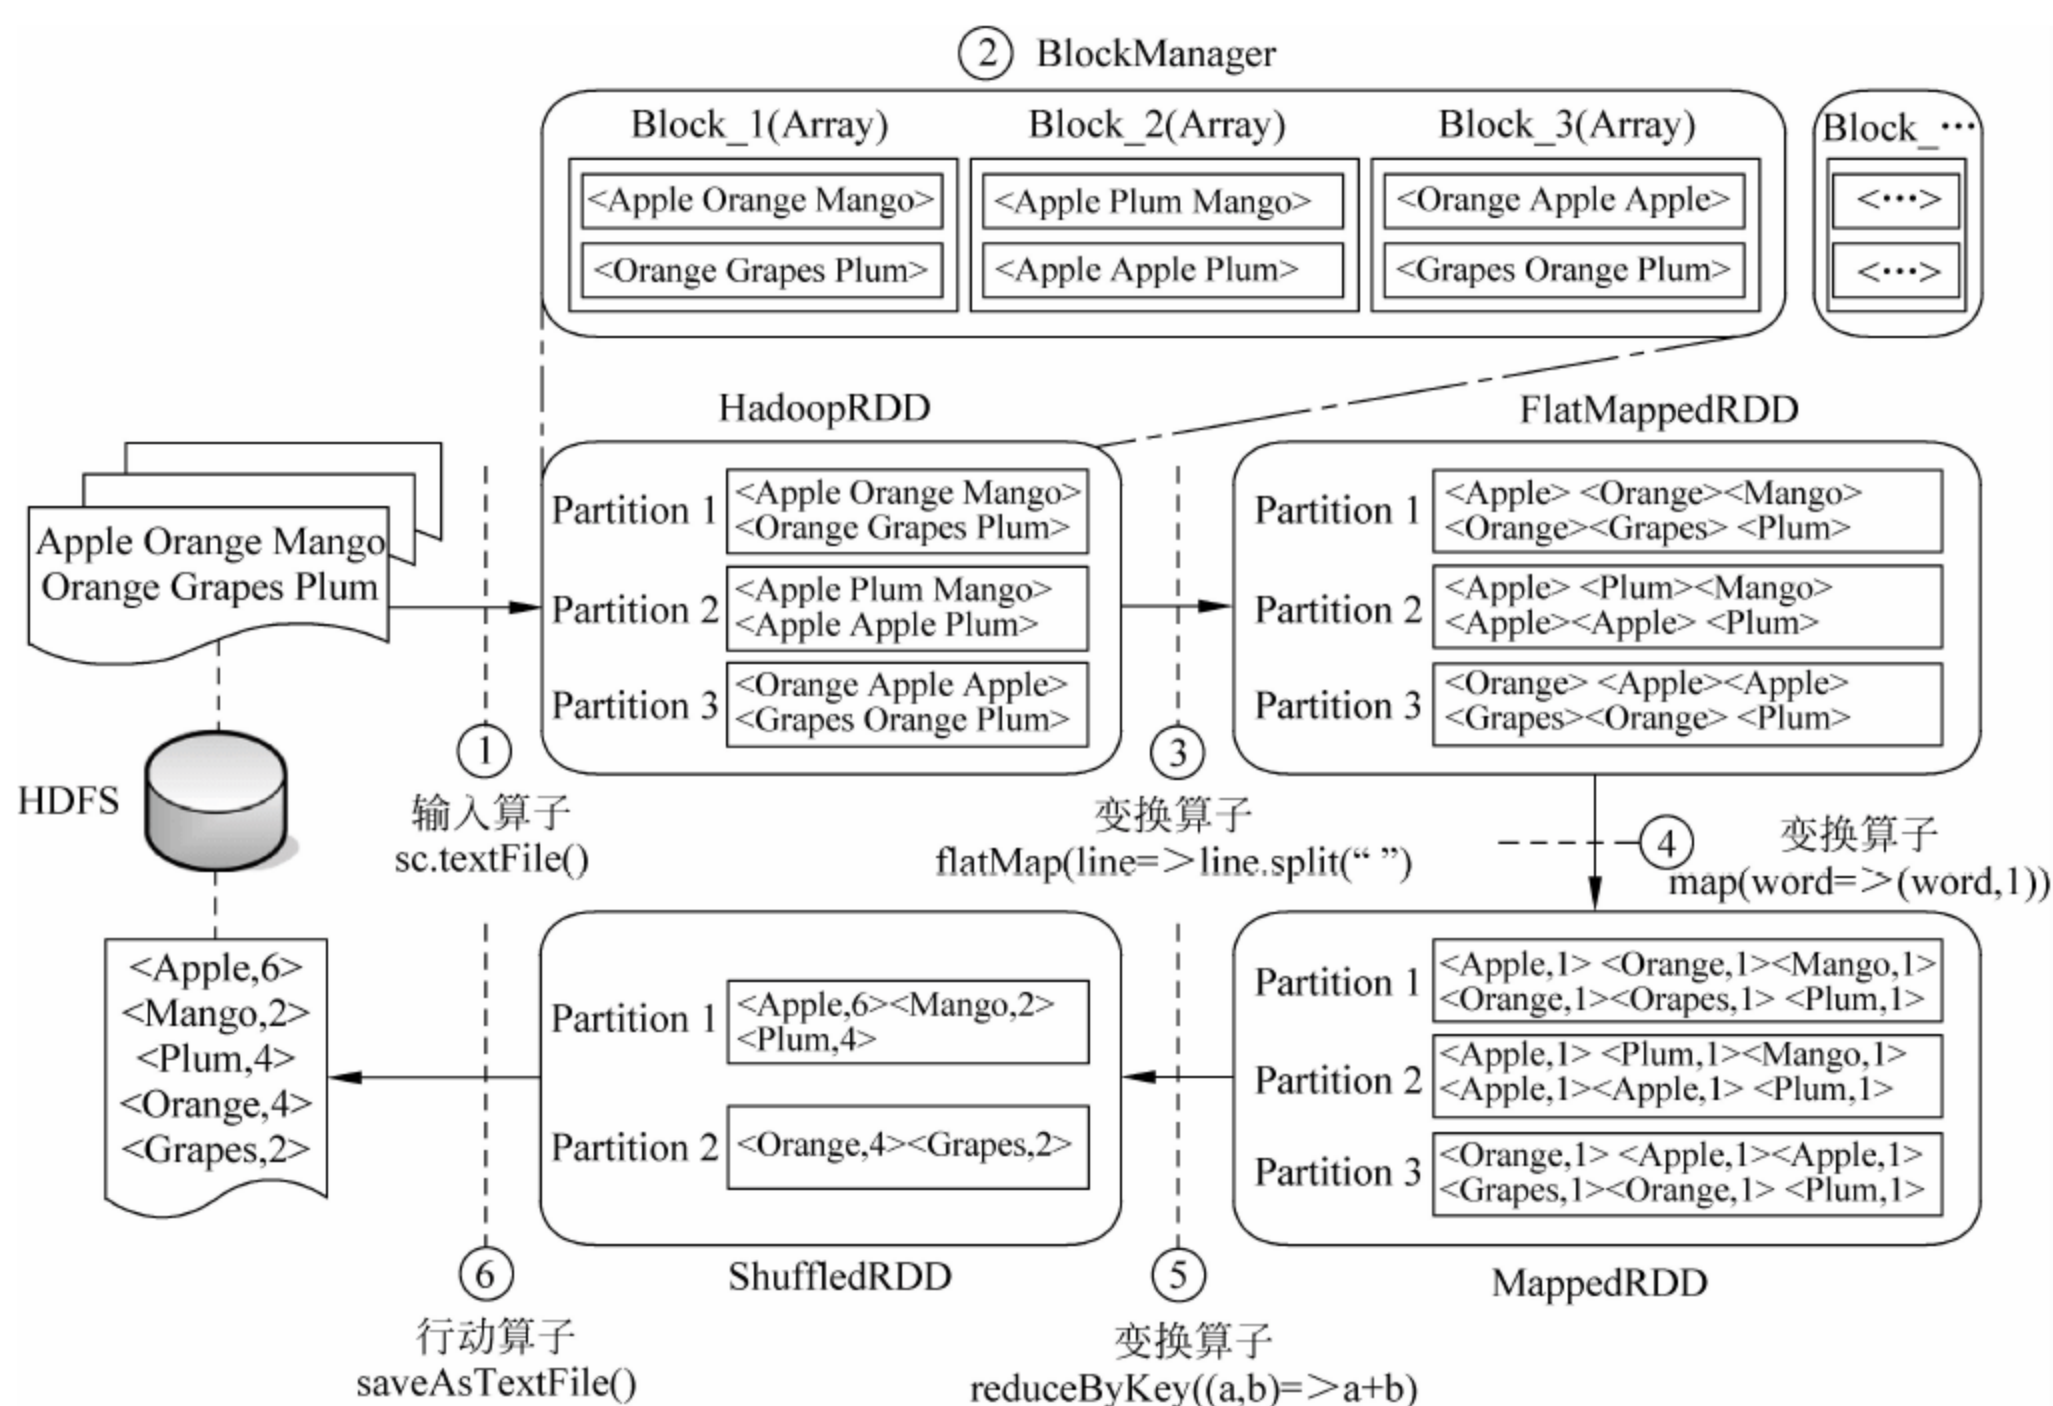 ② BlockManager
Block_1(Array)
<Apple Orange Mango>
<Orange Grapes Plum>
Block_2(Array)
<Apple Plum Mango>
<Apple Apple Plum>
Block_3(Array)
<Orange Apple Apple>
<Grapes Orange Plum>
Block_…
<…>
<…>
Apple Orange Mango
Orange Grapes Plum
HDFS
①
输入算子
sc.textFile()
HadoopRDD
Partition 1
<Apple Orange Mango>
<Orange Grapes Plum>
Partition 2
<Apple Plum Mango>
<Apple Apple Plum>
Partition 3
<Orange Apple Apple>
<Grapes Orange Plum>
③
变换算子
flatMap(line=>line.split(“ ”)
FlatMappedRDD
Partition 1
<Apple> <Orange><Mango>
<Orange><Grapes> <Plum>
Partition 2
<Apple> <Plum><Mango>
<Apple><Apple> <Plum>
Partition 3
<Orange> <Apple><Apple>
<Grapes><Orange> <Plum>
④
变换算子
map(word=>(word,1))
Partition 1
<Apple,1> <Orange,1><Mango,1>
<Orange,1><Orapes,1> <Plum,1>
Partition 2
<Apple,1> <Plum,1><Mango,1>
<Apple,1><Apple,1> <Plum,1>
Partition 3
<Orange,1> <Apple,1><Apple,1>
<Grapes,1><Orange,1> <Plum,1>
MappedRDD
⑤
变换算子
reduceByKey((a,b)=>a+b)
Partition 1
<Apple,6><Mango,2>
<Plum,4>
Partition 2
<Orange,4><Grapes,2>
ShuffledRDD
⑥
行动算子
saveAsTextFile()
<Apple,6>
<Mango,2>
<Plum,4>
<Orange,4>
<Grapes,2>